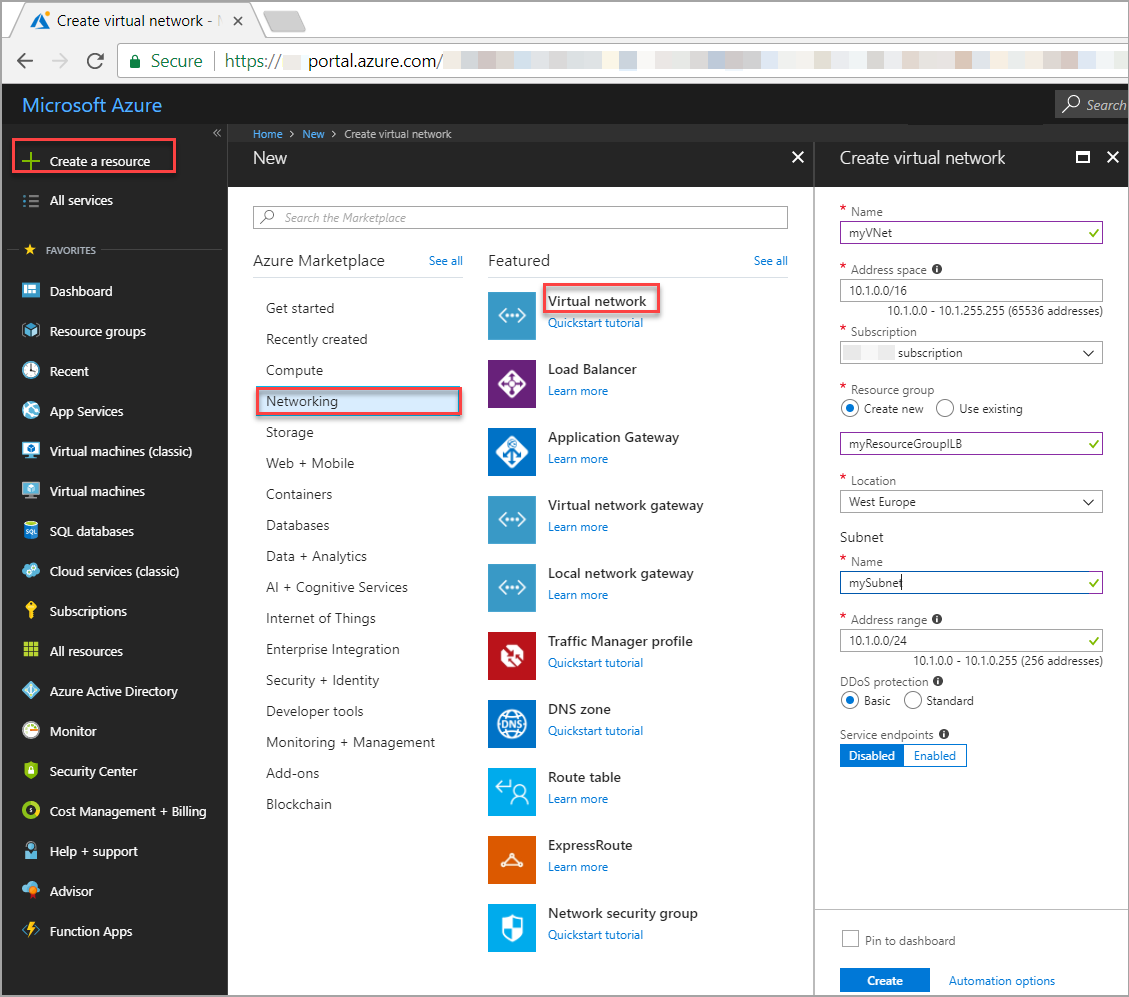 Create virtual network -
Secure https:// portal.azure.com/
Microsoft Azure
Search
Create a resource
All services
FAVORITES
Dashboard
Resource groups
Recent
App Services
Virtual machines (classic)
Virtual machines
SQL databases
Cloud services (classic)
Subscriptions
All resources
Azure Active Directory
Monitor
Security Center
Cost Management + Billing
Help + support
Advisor
Function Apps
Home > New > Create virtual network
New
Search the Marketplace
Azure Marketplace See all
Get started
Recently created
Compute
Networking
Storage
Web + Mobile
Containers
Databases
Data + Analytics
AI + Cognitive Services
Internet of Things
Enterprise Integration
Security + Identity
Developer tools
Monitoring + Management
Add-ons
Blockchain
Featured See all
Virtual network
Quickstart tutorial
Load Balancer
Learn more
Application Gateway
Learn more
Virtual network gateway
Learn more
Local network gateway
Learn more
Traffic Manager profile
Quickstart tutorial
DNS
DNS zone
Quickstart tutorial
Route table
Learn more
ExpressRoute
Learn more
Network security group
Quickstart tutorial
Create virtual network
* Name
myVNet
* Address space
10.1.0.0/16
10.1.0.0 - 10.1.255.255 (65536 addresses)
* Subscription
subscription
* Resource group
Create new Use existing
myResourceGroupILB
* Location
West Europe
Subnet
* Name
mySubnet
* Address range
10.1.0.0/24
10.1.0.0 - 10.1.0.255 (256 addresses)
DDoS protection
Basic Standard
Service endpoints
Disabled Enabled
Pin to dashboard
Create Automation options